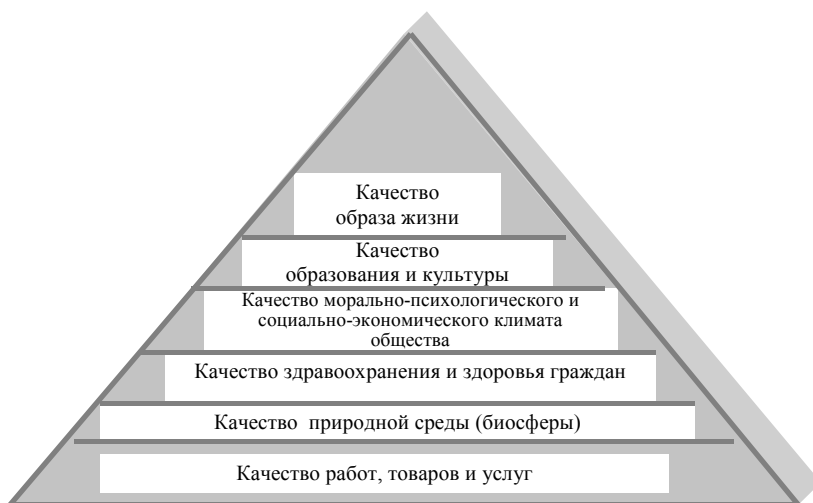 Качество
образа жизни
Качество
образования и культуры
Качество морально-психологического и
социально-экономического климата
общества
Качество здравоохранения и здоровья граждан
Качество природной среды (биосферы)
Качество работ, товаров и услуг